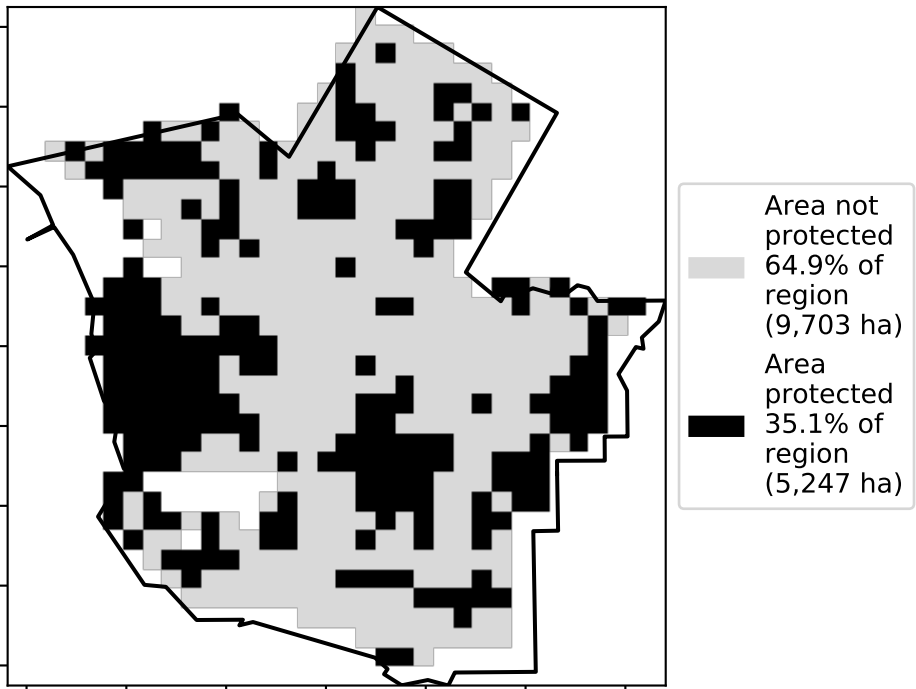 Area not
protected
64.9% of
region
(9,703 ha)
Area
protected
35.1% of
region
(5,247 ha)